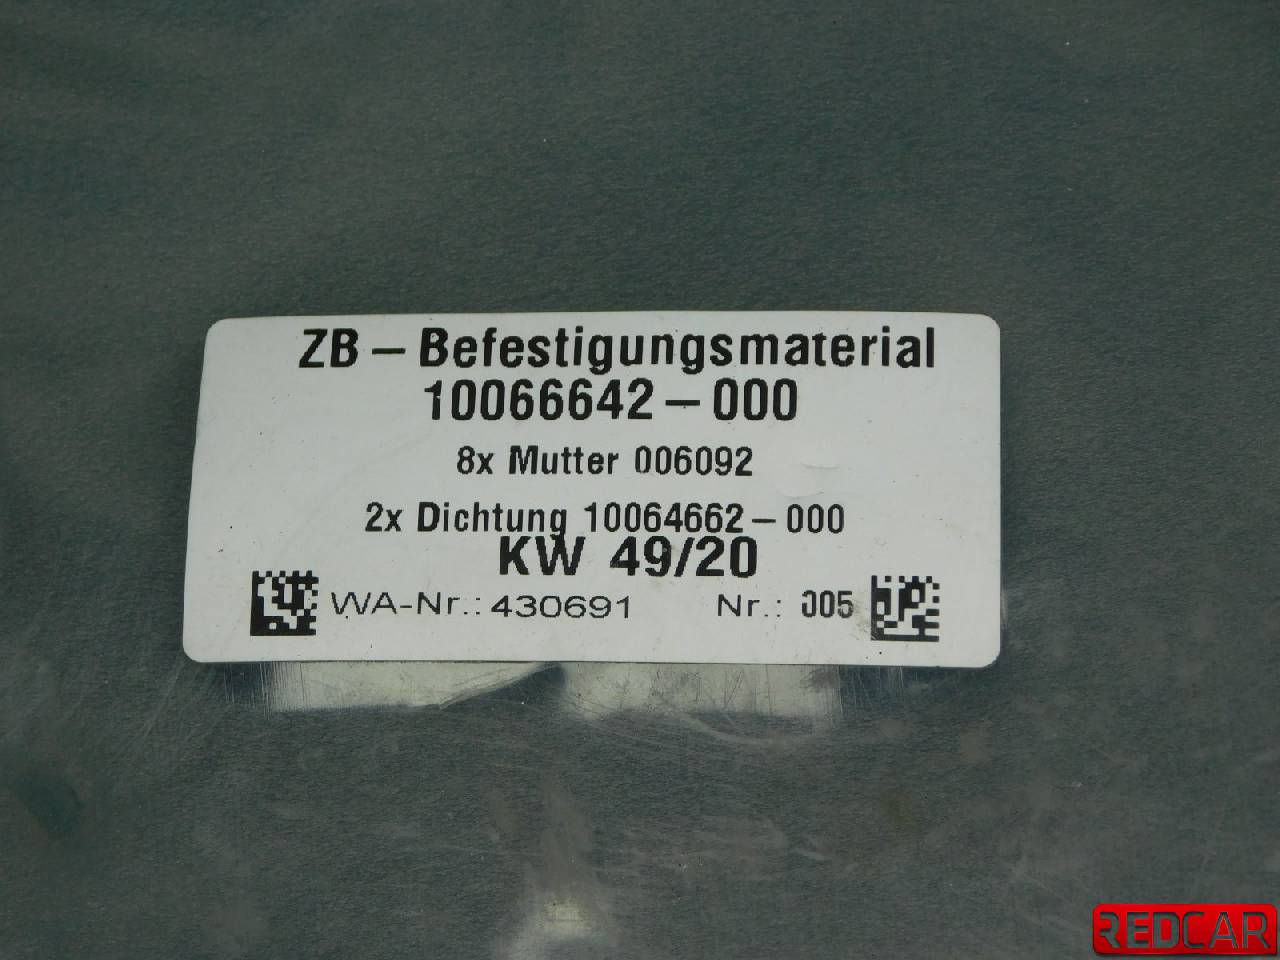 ZB – Befestigungsmaterial
10066642 – 000
8x Mutter 006092
2x Dichtung 10064662 – 000
KW 49/20
WA-Nr.: 430691 Nr.: 005
REDCAR